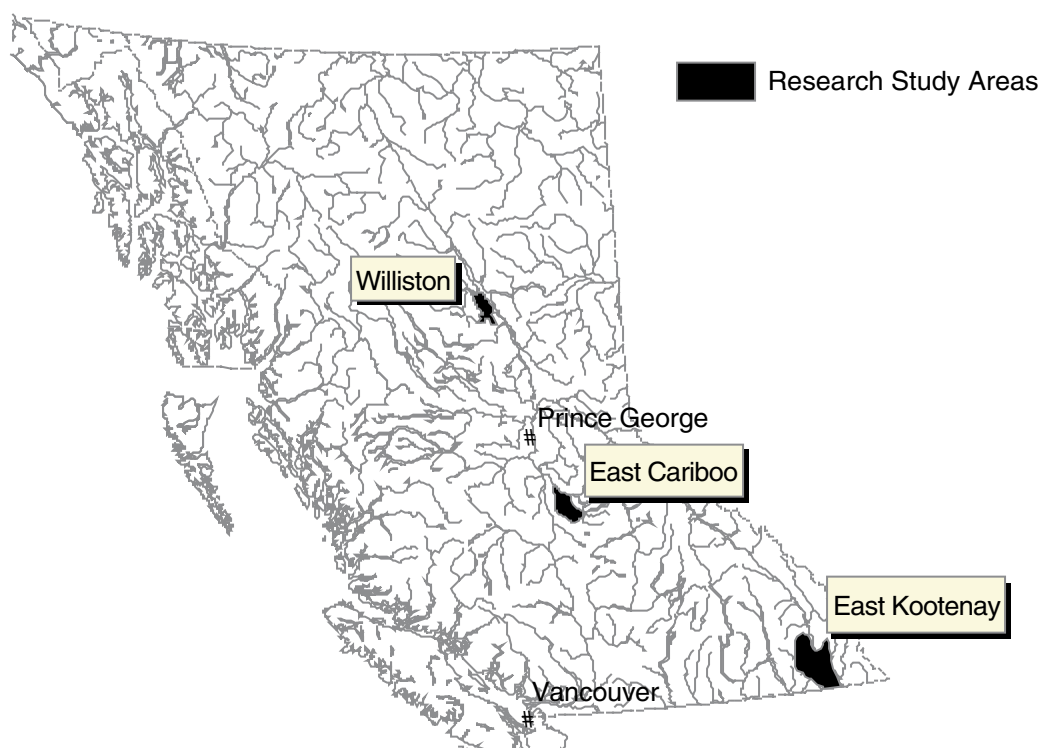 Research Study Areas
Williston
Prince George
#
East Cariboo
East Kootenay
Vancouver
#